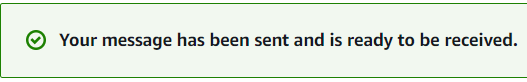 Your message has been sent and is ready to be received.